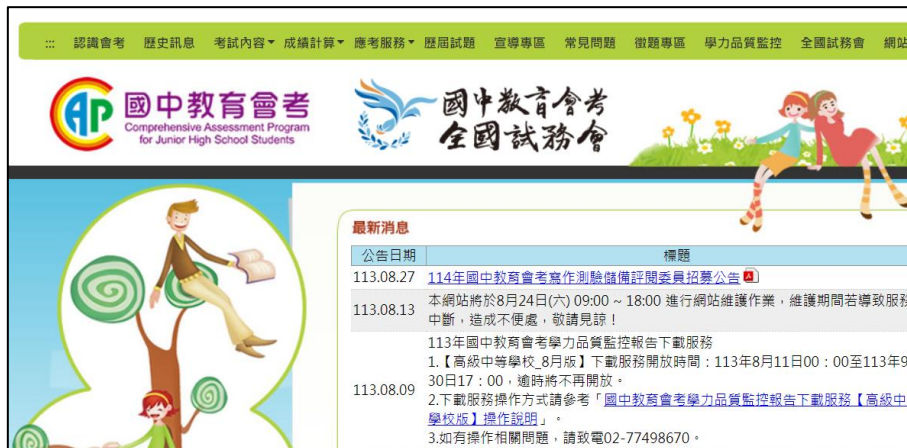 ::: 認識會考 歷史訊息 考試內容▼ 成績計算▼ 應考服務▼ 歷屆試題 宣導專區 常見問題 徵題專區 學力品質監控 全國試務會 網站
CAP 國中教育會考
Comprehensive Assessment Program
for Junior High School Students
國中教育會考
全國試務會
最新消息
公告日期 標題
113.08.27 114年國中教育會考寫作測驗儲備評閱委員招募公告
113.08.13 本網站將於8月24日(六) 09:00 ~ 18:00 進行網站維護作業，維護期間若導致服務
中斷，造成不便處，敬請見諒！
113年國中教育會考學力品質監控報告下載服務
1.【高級中等學校_8月版】下載服務開放時間：113年8月11日00：00至113年9
113.08.09 30日17：00，逾時將不再開放。
2.下載服務操作方式請參考「國中教育會考學力品質監控報告下載服務【高級中
學校版】操作說明」。
3.如有操作相關問題，請致電02-77498670。